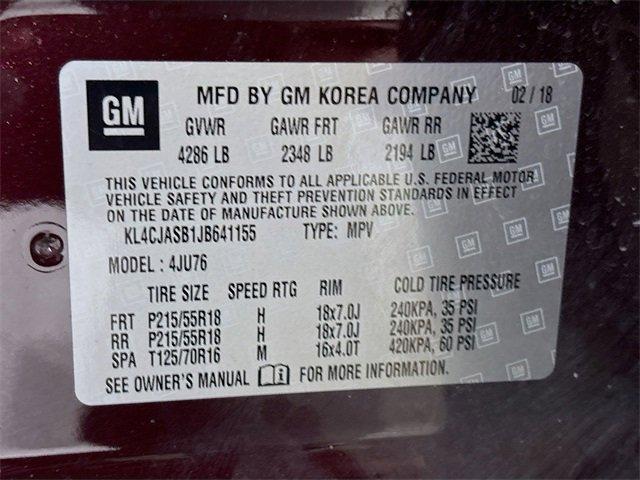 GM MFD BY GM KOREA COMPANY 02 / 18
GVWR GAWR FRT GAWR RR
4286 LB 2348 LB 2194 LB
THIS VEHICLE CONFORMS TO ALL APPLICABLE U.S. FEDERAL MOTOR
VEHICLE SAFETY AND THEFT PREVENTION STANDARDS IN EFFECT
ON THE DATE OF MANUFACTURE SHOWN ABOVE.
KL4CJASB1JB641155 TYPE: MPV
MODEL : 4JU76
TIRE SIZE SPEED RTG RIM COLD TIRE PRESSURE
FRT P215/55R18 H 18x7.0J 240KPA, 35 PSI
RR P215/55R18 H 18x7.0J 240KPA, 35 PSI
SPA T125/70R16 M 16x4.0T 420KPA, 60 PSI
SEE OWNER'S MANUAL FOR MORE INFORMATION.